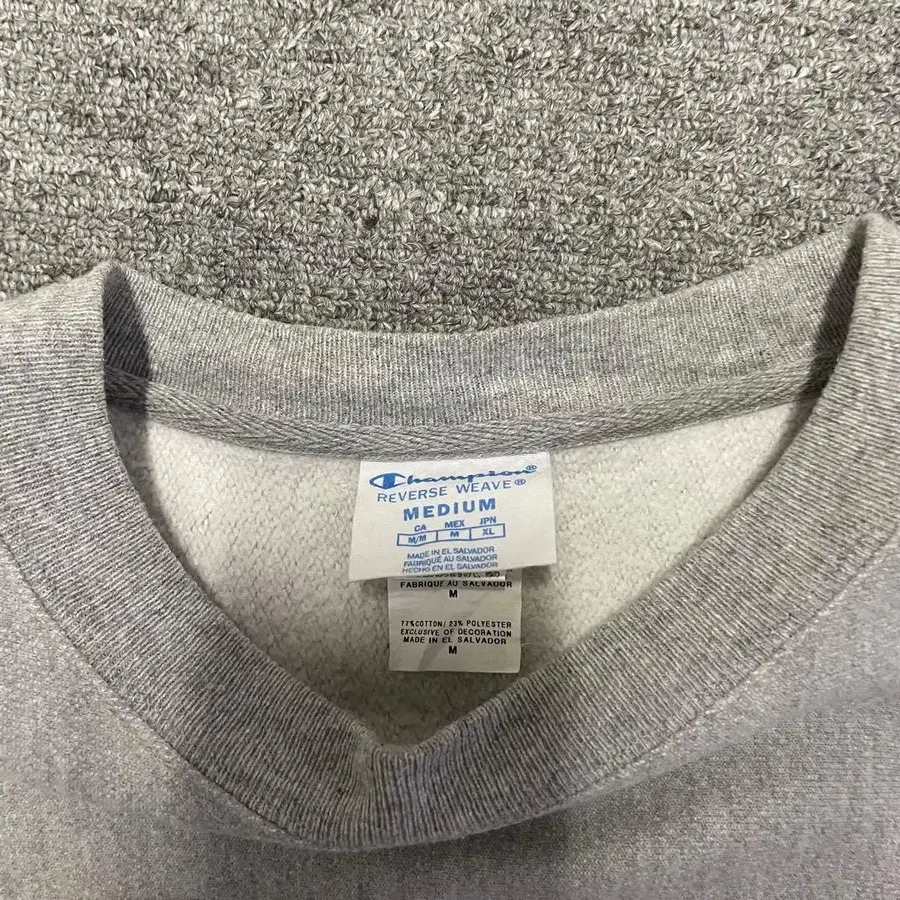 Champion®
REVERSE WEAVE®
MEDIUM
CA MEX JPN
M/M M XL
MADE IN EL SALVADOR
FABRIQUÉ AU SALVADOR
HECHO EN EL SALVADOR
FABRIQUE AU SALVADOR
M
77%COTTON/ 23% POLYESTER
EXCLUSIVE OF DECORATION
MADE IN EL SALVADOR
M